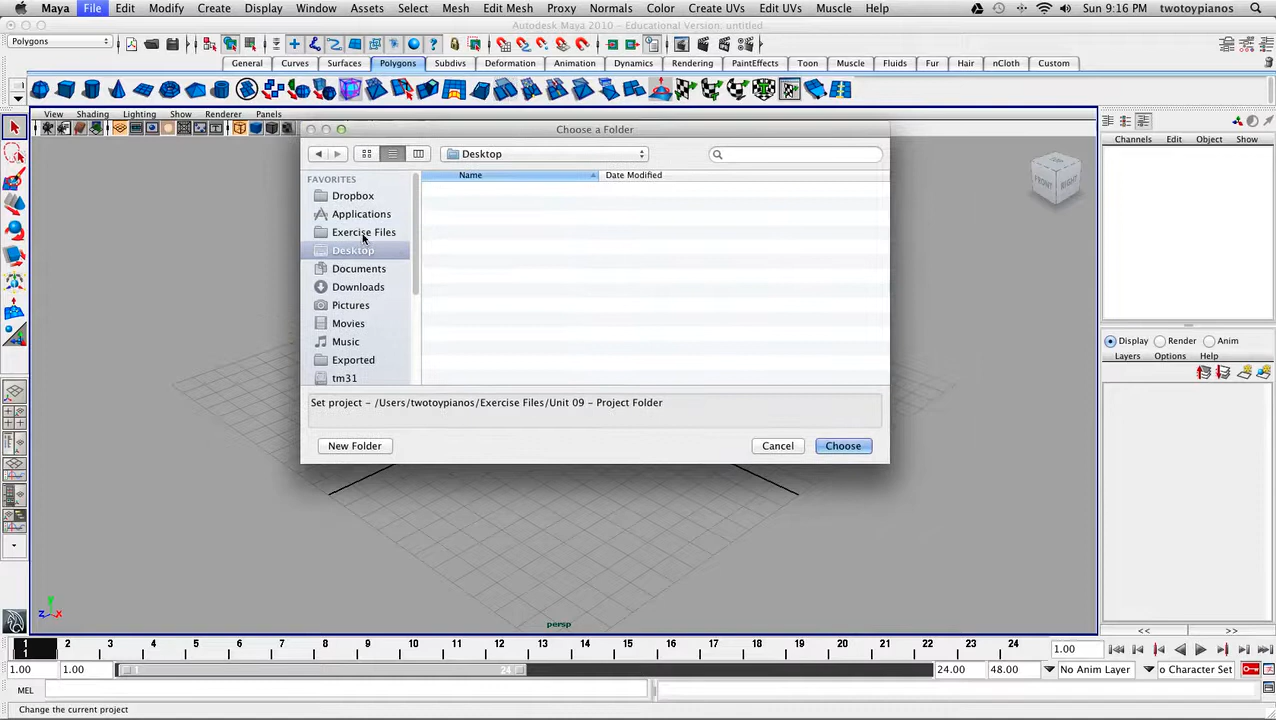 Maya File Edit Modify Create Display Window Assets Select Mesh Edit Mesh Proxy Normals Color Create UVs Edit UVs Muscle Help Sun 9:16 PM twotoypianos
Autodesk Maya 2010 - Educational Version: untitled
Polygons
General Curves Surfaces Polygons Subdivs Deformation Animation Dynamics Rendering PaintEffects Toon Muscle Fluids Fur Hair nCloth Custom
View Shading Lighting Show Renderer Panels
Choose a Folder
Channels Edit Object Show
Desktop
FAVORITES
Name Date Modified
Dropbox
Applications
Exercise Files
Desktop
Documents
Downloads
Pictures
Movies
Music
Exported
tm31
FRONT RIGHT
Display Render Anim
Layers Options Help
Set project - /Users/twotoypianos/Exercise Files/Unit 09 - Project Folder
New Folder Cancel Choose
persp
y
z x
<< >>
1 2 3 4 5 6 7 8 9 10 11 12 13 14 15 16 17 18 19 20 21 22 23 24
1 1.00
1.00 1.00 1 24 24.00 48.00 No Anim Layer o Character Set
MEL
Change the current project